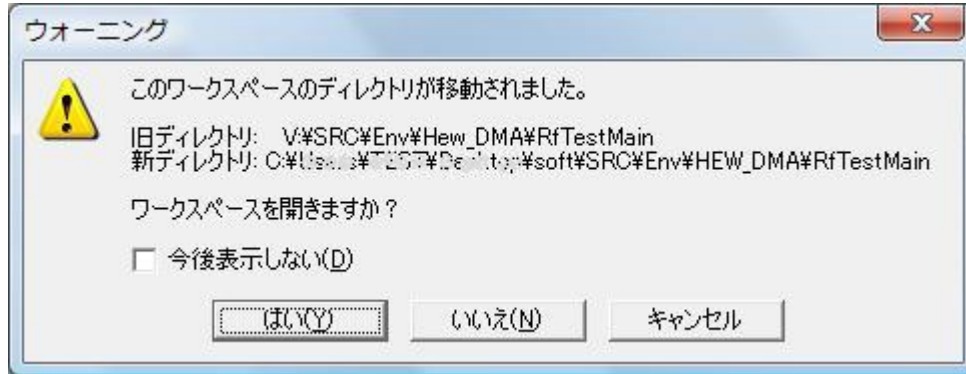 ウォーニング
このワークスペースのディレクトリが移動されました。
旧ディレクトリ: V:¥SRC¥Env¥Hew_DMA¥RfTestMain
新ディレクトリ: C:¥ ¥soft¥SRC¥Env¥HEW_DMA¥RfTestMain
ワークスペースを開きますか？
今後表示しない(D)
はい(Y) いいえ(N) キャンセル